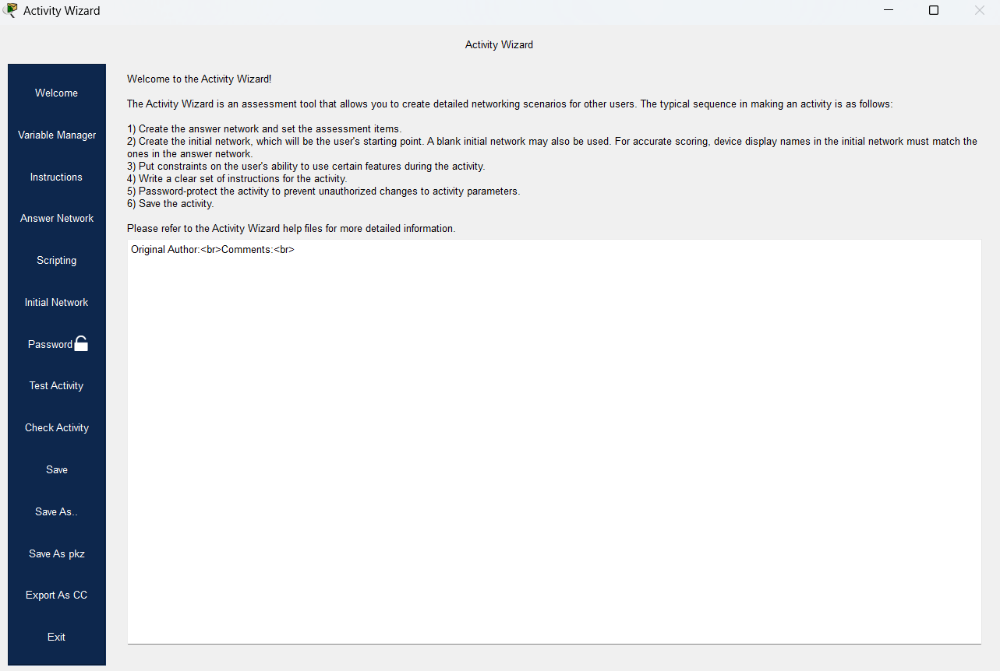 Activity Wizard
Activity Wizard
Welcome
Variable Manager
Instructions
Answer Network
Scripting
Initial Network
Password
Test Activity
Check Activity
Save
Save As..
Save As pkz
Export As CC
Exit
Welcome to the Activity Wizard!
The Activity Wizard is an assessment tool that allows you to create detailed networking scenarios for other users. The typical sequence in making an activity is as follows:
1) Create the answer network and set the assessment items.
2) Create the initial network, which will be the user's starting point. A blank initial network may also be used. For accurate scoring, device display names in the initial network must match the
ones in the answer network.
3) Put constraints on the user's ability to use certain features during the activity.
4) Write a clear set of instructions for the activity.
5) Password-protect the activity to prevent unauthorized changes to activity parameters.
6) Save the activity.
Please refer to the Activity Wizard help files for more detailed information.
Original Author:<br>Comments:<br>